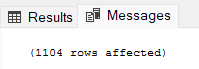 Results Messages
(1104 rows affected)